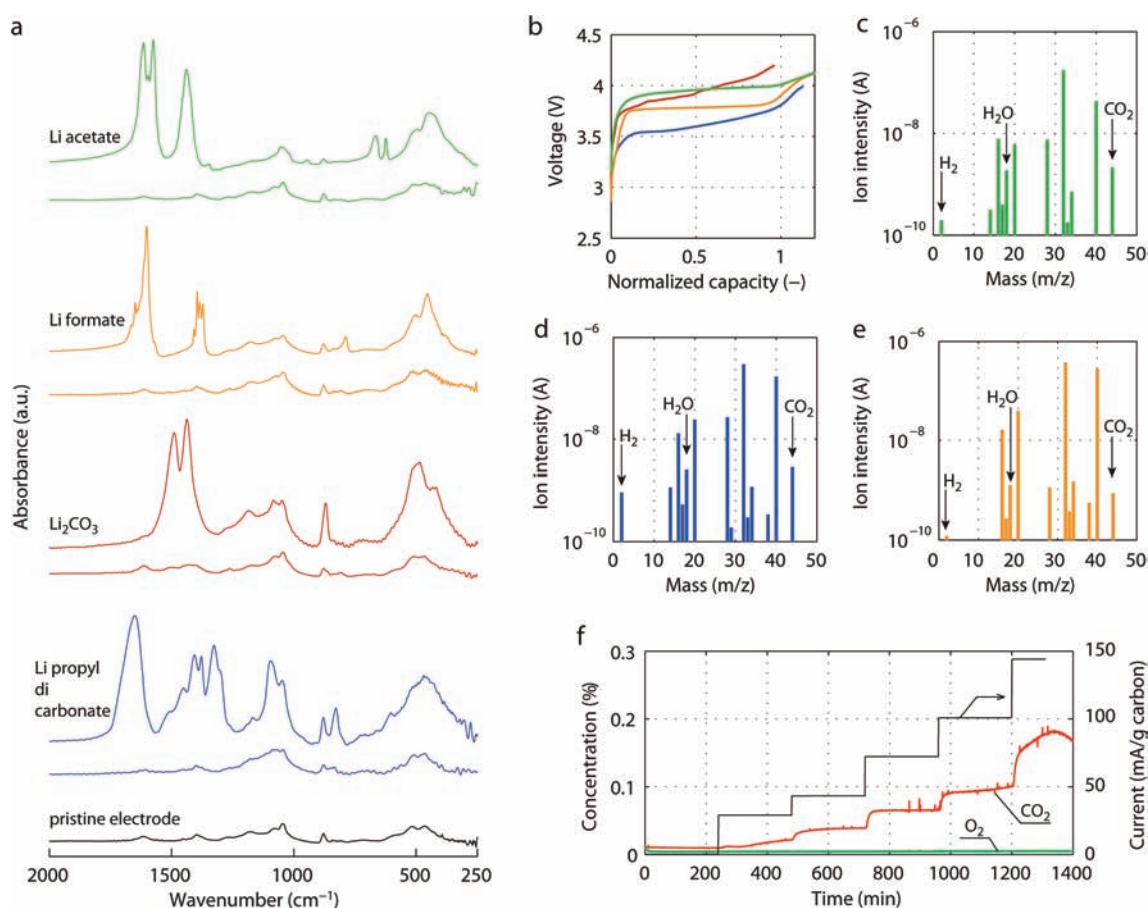 a
Li acetate
Li formate
Li₂CO₃
Li propyl
di
carbonate
pristine electrode
Absorbance (a.u.)
2000 1500 1000 500 250
Wavenumber (cm⁻¹)
b
4.5
4
3.5
3
2.5
Voltage (V)
0 0.5 1
Normalized capacity (–)
c
10⁻⁶
10⁻⁸
10⁻¹⁰
Ion intensity (A)
H₂
H₂O
CO₂
0 10 20 30 40 50
Mass (m/z)
d
10⁻⁶
10⁻⁸
10⁻¹⁰
Ion intensity (A)
H₂
H₂O
CO₂
0 10 20 30 40 50
Mass (m/z)
e
10⁻⁶
10⁻⁸
10⁻¹⁰
Ion intensity (A)
H₂
H₂O
CO₂
0 10 20 30 40 50
Mass (m/z)
f
0.3
0.2
0.1
0
Concentration (%)
150
100
50
0
Current (mA/g carbon)
CO₂
O₂
0 200 400 600 800 1000 1200 1400
Time (min)